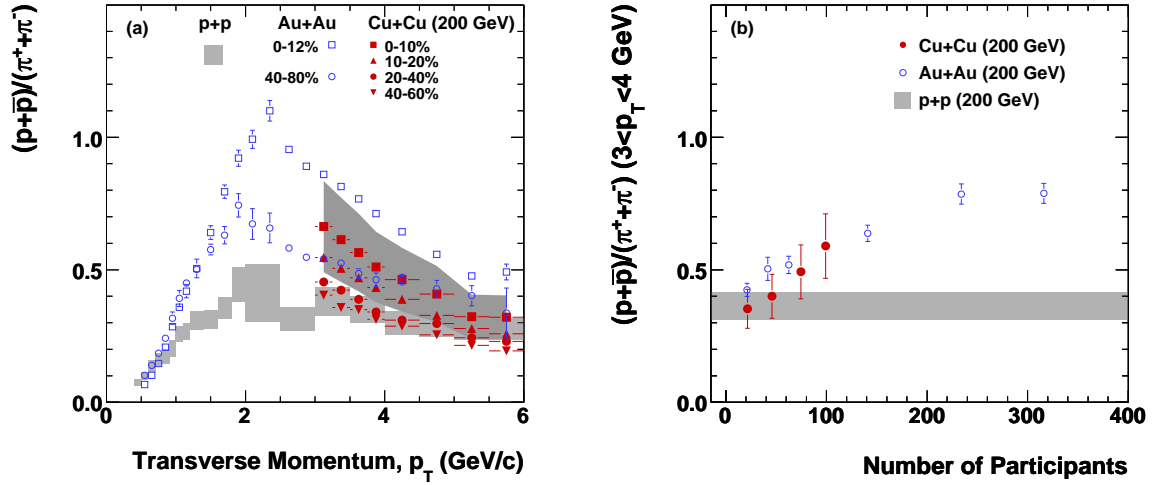 (a) p+p Au+Au Cu+Cu (200 GeV)
0-12% 0-10%
10-20%
40-80% 20-40%
40-60%
(p+p̅)/(π⁺+π⁻)
1.0
0.5
0.0
0 2 4 6
Transverse Momentum, p_T (GeV/c)
(b)
Cu+Cu (200 GeV)
Au+Au (200 GeV)
p+p (200 GeV)
(p+p̅)/(π⁺+π⁻) (3<p_T<4 GeV)
1.0
0.5
0.0
0 100 200 300 400
Number of Participants